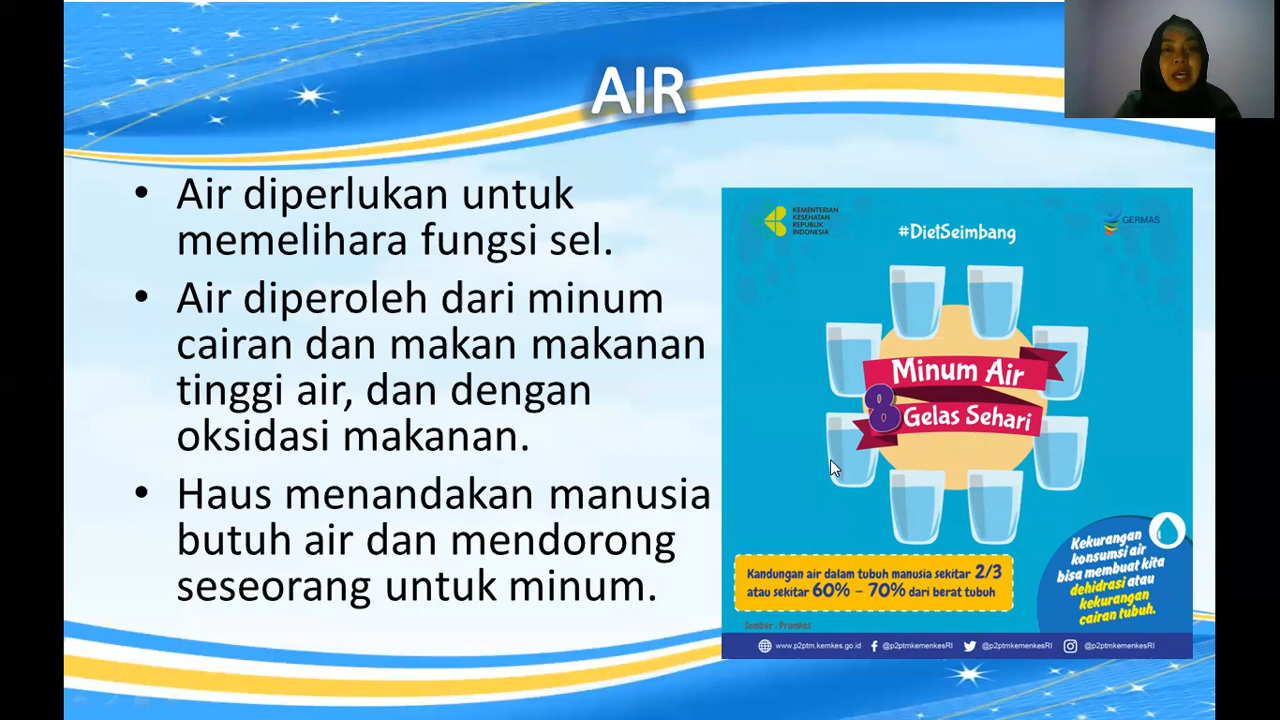 AIR
• Air diperlukan untuk
memelihara fungsi sel.
• Air diperoleh dari minum
cairan dan makan makanan
tinggi air, dan dengan
oksidasi makanan.
• Haus menandakan manusia
butuh air dan mendorong
seseorang untuk minum.
KEMENTERIAN
KESEHATAN
REPUBLIK
INDONESIA
#DietSeimbang
GERMAS
Minum Air
8 Gelas Sehari
Kandungan air dalam tubuh manusia sekitar 2/3
atau sekitar 60% - 70% dari berat tubuh
Kekurangan
konsumsi air
bisa membuat kita
dehidrasi atau
kekurangan
cairan tubuh.
Sumber : Promkes
www.p2ptm.kemkes.go.id
@p2ptmkemenkesRI
@p2ptmkemenkesRI
@p2ptmkemenkesRI